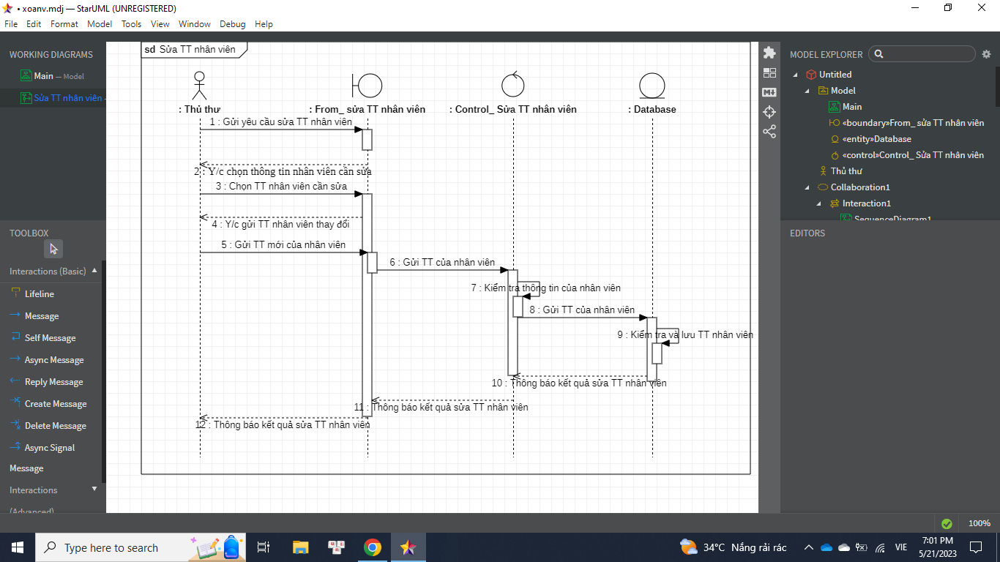 • xoanv.mdj — StarUML (UNREGISTERED)
File Edit Format Model Tools View Window Debug Help
WORKING DIAGRAMS
Main — Model
Sửa TT nhân viên -
TOOLBOX
Interactions (Basic)
Lifeline
Message
Self Message
Async Message
Reply Message
Create Message
Delete Message
Async Signal
Message
Interactions
(Advanced)
sd Sửa TT nhân viên
: Thủ thư
: From_ sửa TT nhân viên
: Control_ Sửa TT nhân viên
: Database
1 : Gửi yêu cầu sửa TT nhân viên
2 : Y/c chọn thông tin nhân viên cần sửa
3 : Chọn TT nhân viên cần sửa
4 : Y/c gửi TT nhân viên thay đổi
5 : Gửi TT mới của nhân viên
6 : Gửi TT của nhân viên
7 : Kiểm tra thông tin của nhân viên
8 : Gửi TT của nhân viên
9 : Kiểm tra và lưu TT nhân viên
10 : Thông báo kết quả sửa TT nhân viên
11 : Thông báo kết quả sửa TT nhân viên
12 : Thông báo kết quả sửa TT nhân viên
MODEL EXPLORER
Untitled
Model
Main
«boundary»From_ sửa TT nhân viên
«entity»Database
«control»Control_ Sửa TT nhân viên
Thủ thư
Collaboration1
Interaction1
SequenceDiagram1
EDITORS
100%
Type here to search
34°C Nắng rải rác
VIE
7:01 PM
5/21/2023